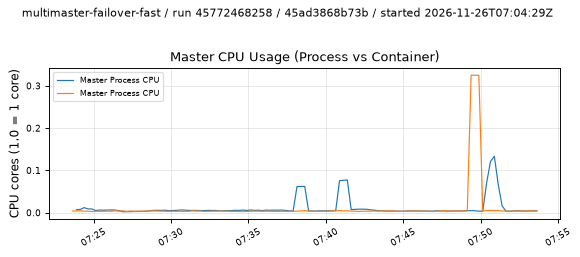 multimaster-failover-fast / run 45772468258 / 45ad3868b73b / started 2026-11-26T07:04:29Z
Master CPU Usage (Process vs Container)
CPU cores (1.0 = 1 core)
0.3
0.2
0.1
0.0
Master Process CPU
Master Process CPU
07:25
07:30
07:35
07:40
07:45
07:50
07:55